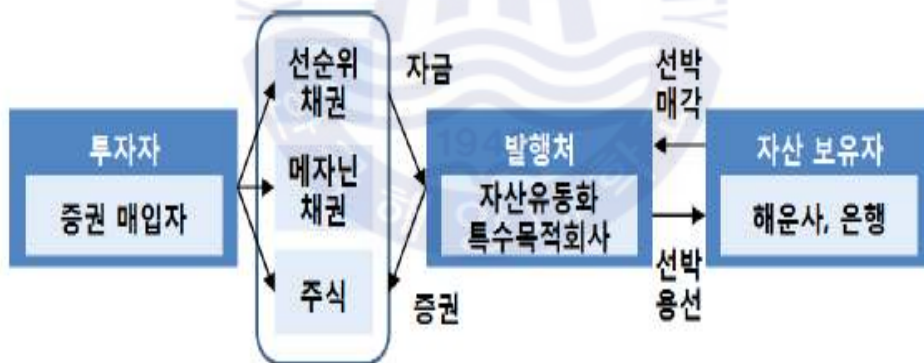 투자자
증권 매입자
선순위
채권
메자닌
채권
주식
자금
증권
발행처
자산유동화
특수목적회사
선박
매각
선박
용선
자산 보유자
해운사, 은행